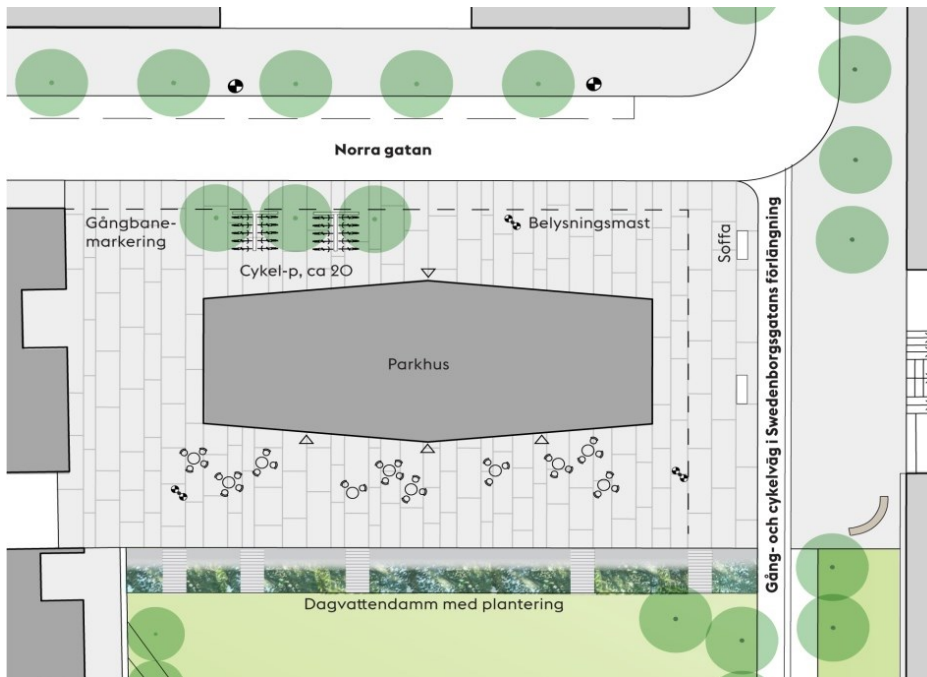 Norra gatan
Gångbane-
markering
Belysningsmast
Soffa
Cykel-p, ca 20
Parkhus
Gång- och cykelväg i Swedenborgsgatans förlängning
Dagvattendamm med plantering